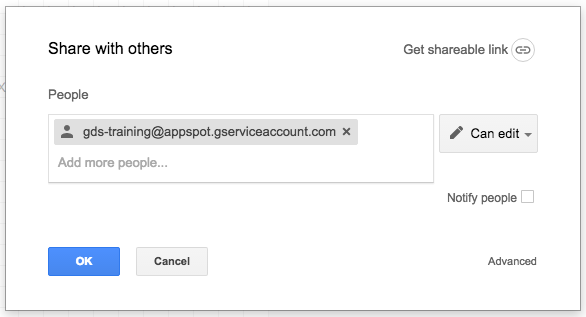 Share with others
Get shareable link
People
gds-training@appspot.gserviceaccount.com ×
Can edit
Add more people...
Notify people
OK
Cancel
Advanced